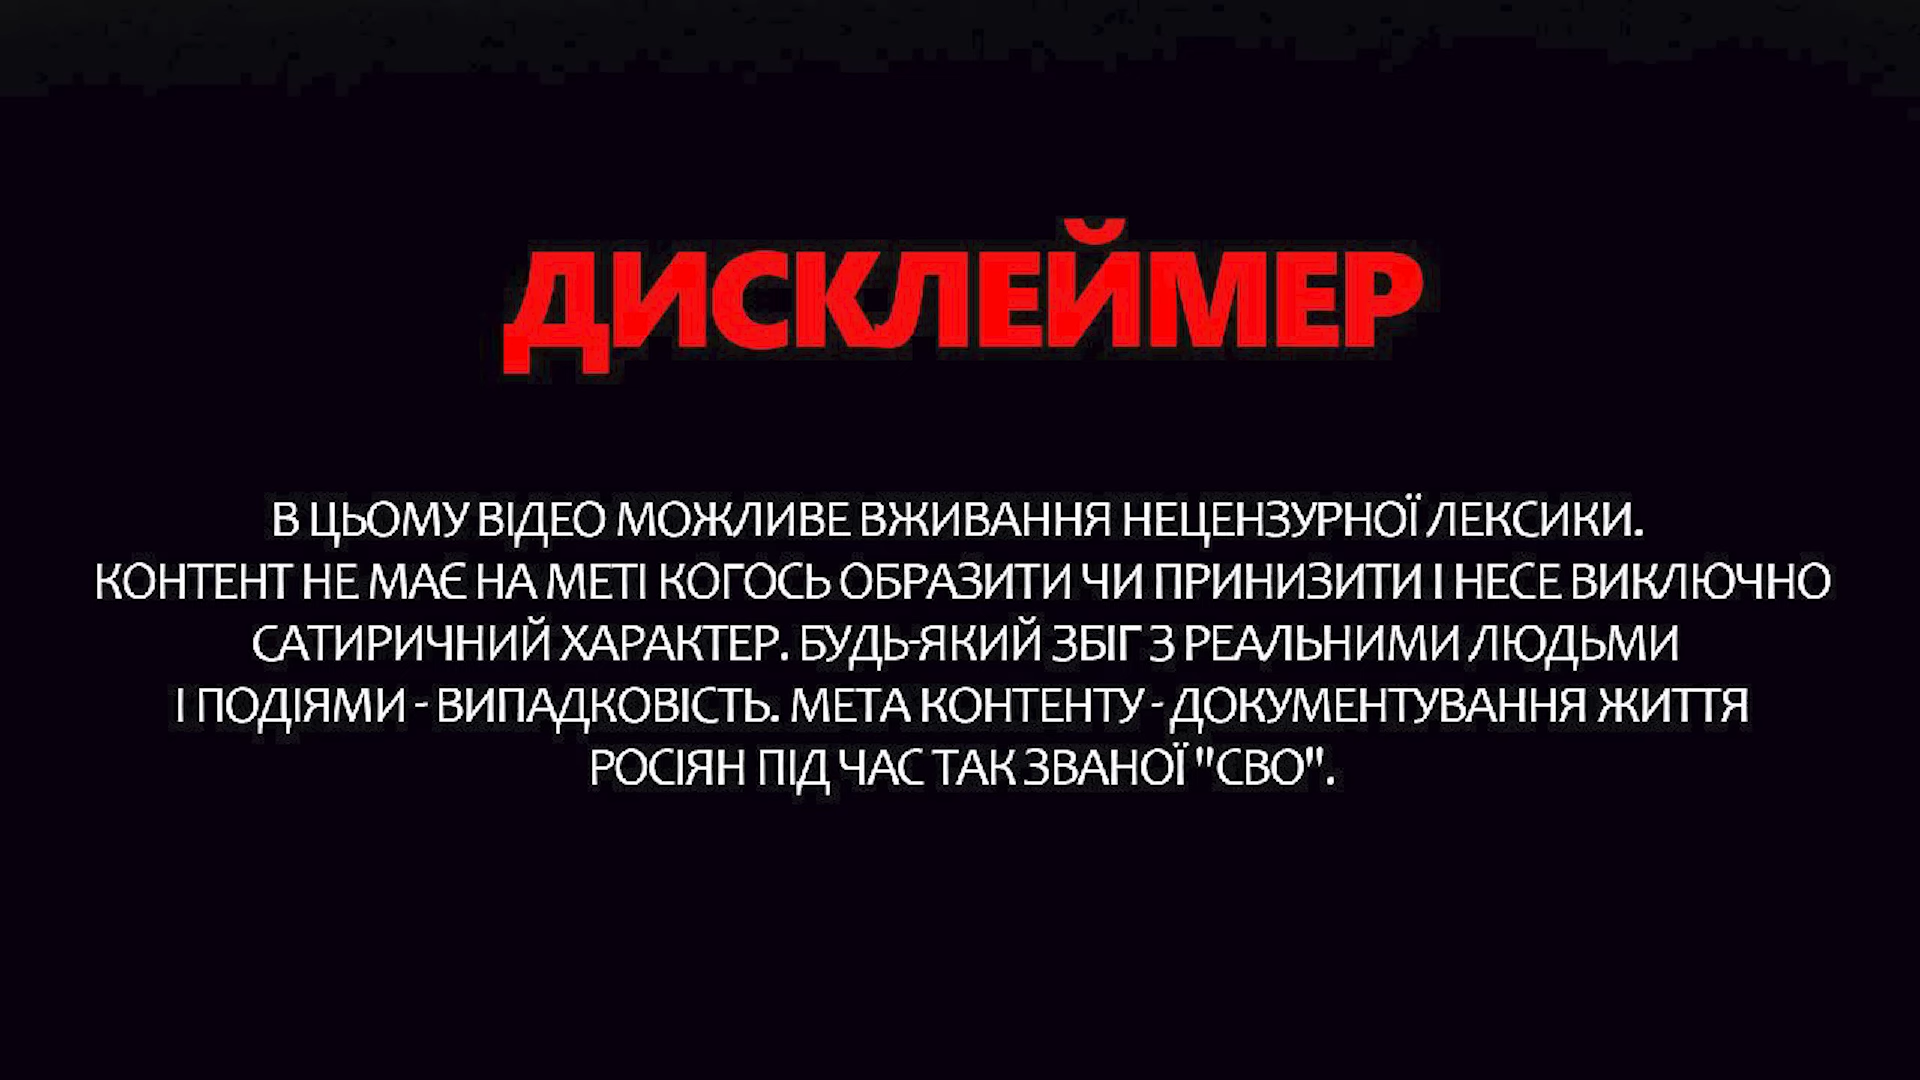 ДИСКЛЕЙМЕР
В ЦЬОМУ ВІДЕО МОЖЛИВЕ ВЖИВАННЯ НЕЦЕНЗУРНОЇ ЛЕКСИКИ.
КОНТЕНТ НЕ МАЄ НА МЕТІ КОГОСЬ ОБРАЗИТИ ЧИ ПРИНИЗИТИ І НЕСЕ ВИКЛЮЧНО
САТИРИЧНИЙ ХАРАКТЕР. БУДЬ-ЯКИЙ ЗБІГ З РЕАЛЬНИМИ ЛЮДЬМИ
І ПОДІЯМИ - ВИПАДКОВІСТЬ. МЕТА КОНТЕНТУ - ДОКУМЕНТУВАННЯ ЖИТТЯ
РОСІЯН ПІД ЧАС ТАК ЗВАНОЇ "СВО".